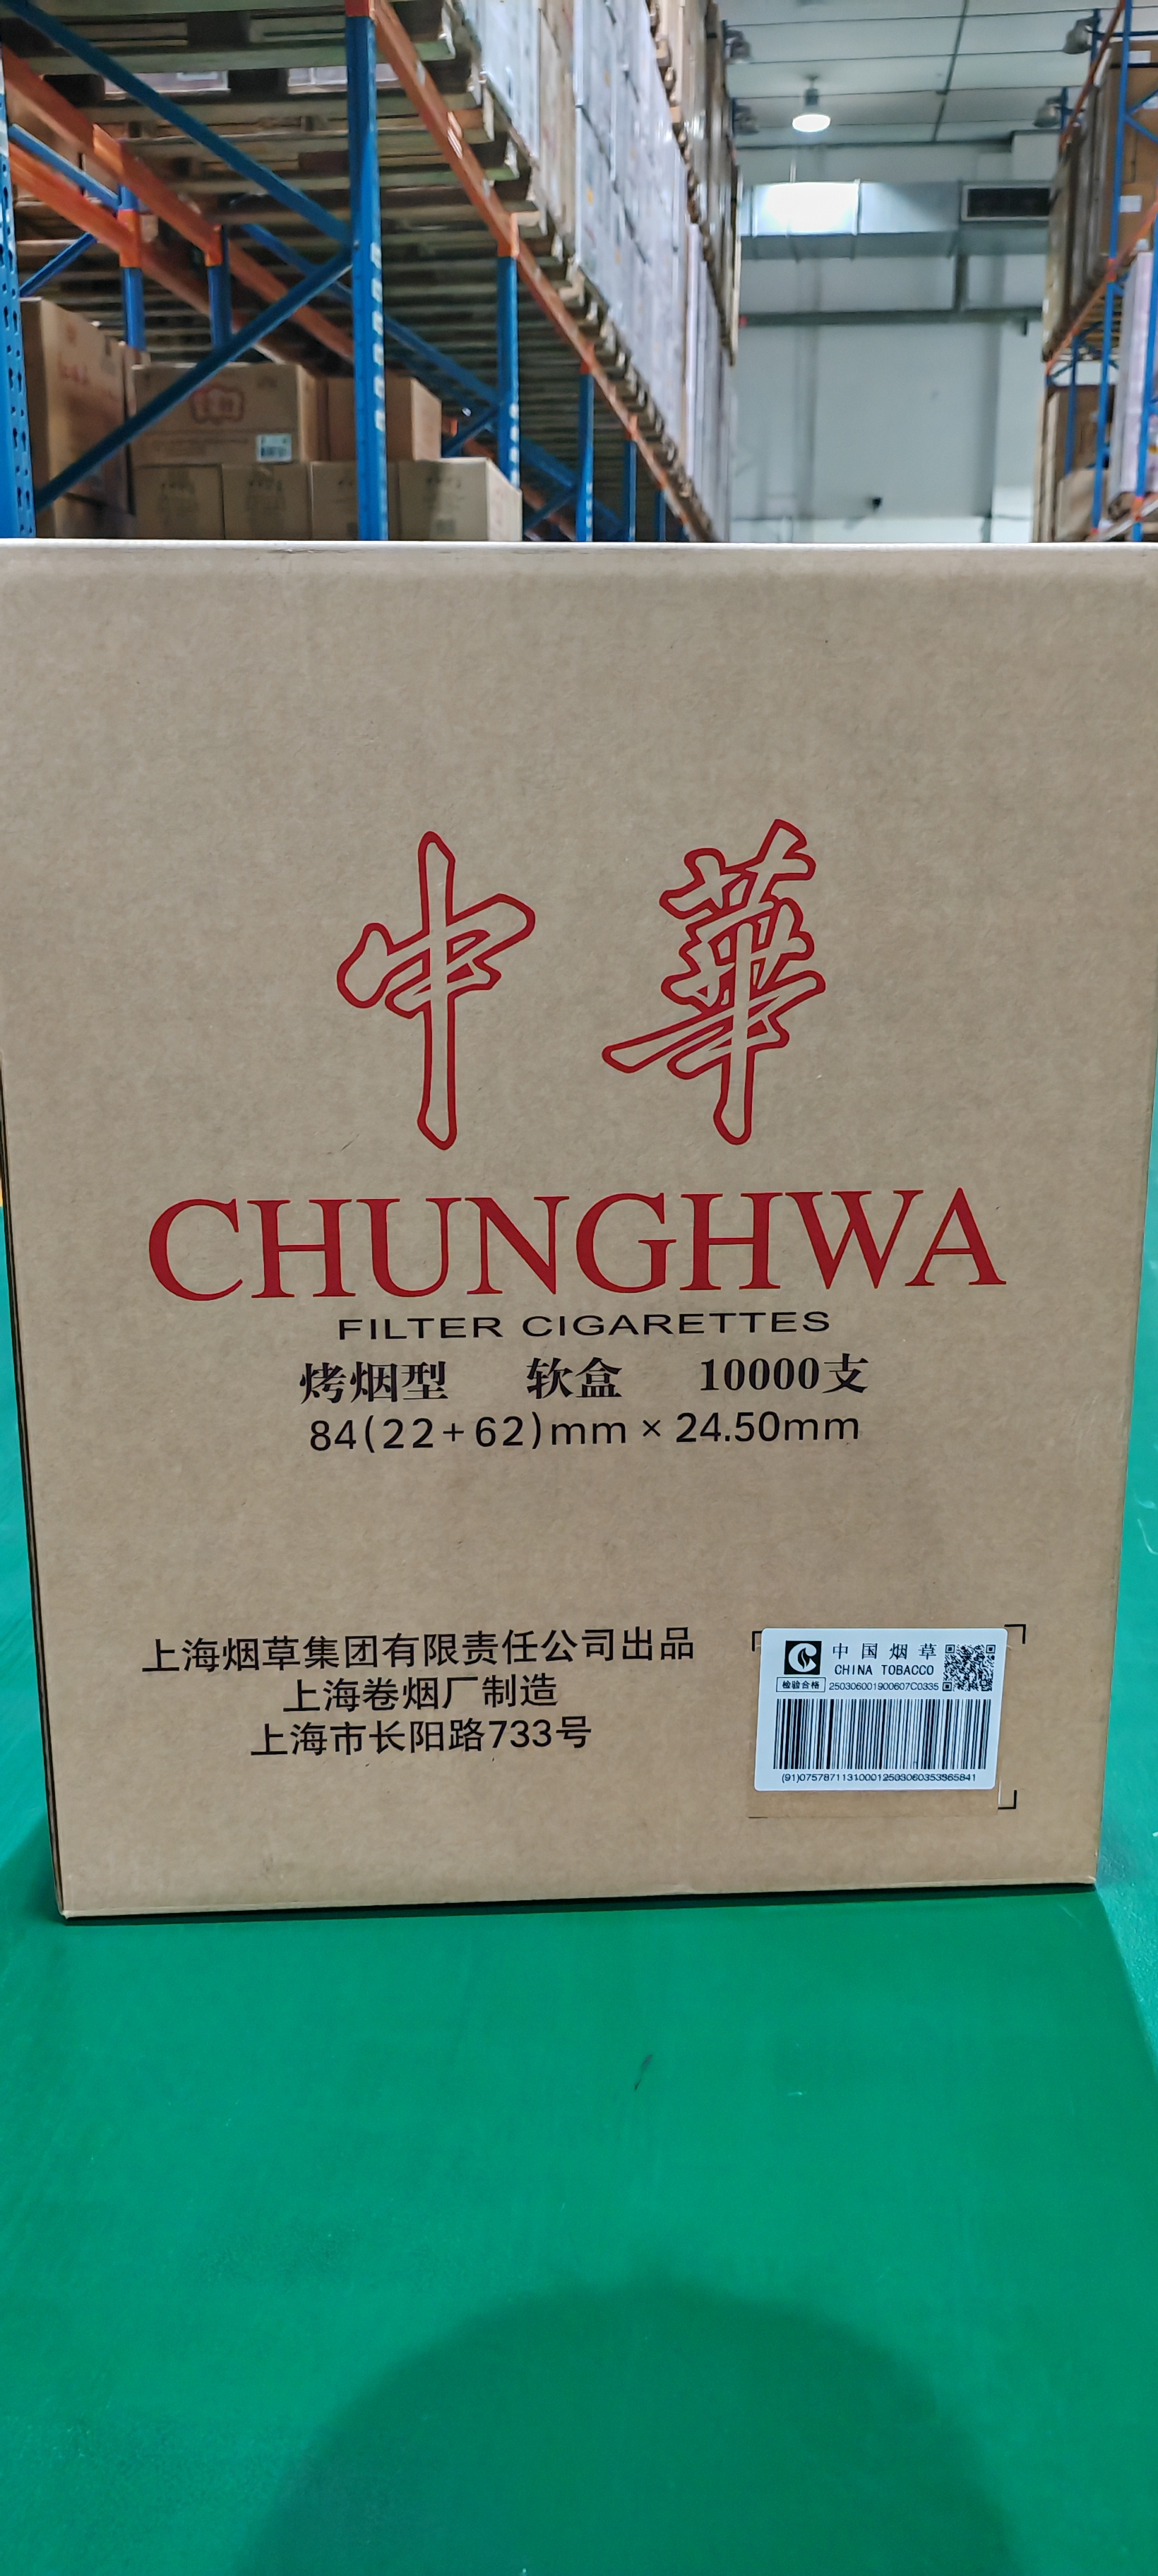 中華
CHUNGHWA
FILTER CIGARETTES
烤烟型 软盒 10000支
84(22+62)mm × 24.50mm
上海烟草集团有限责任公司出品
上海卷烟厂制造
上海市长阳路733号
中国烟草
CHINA TOBACCO
检验合格 250306001900607C0335
(91)075787113100012503060353365841